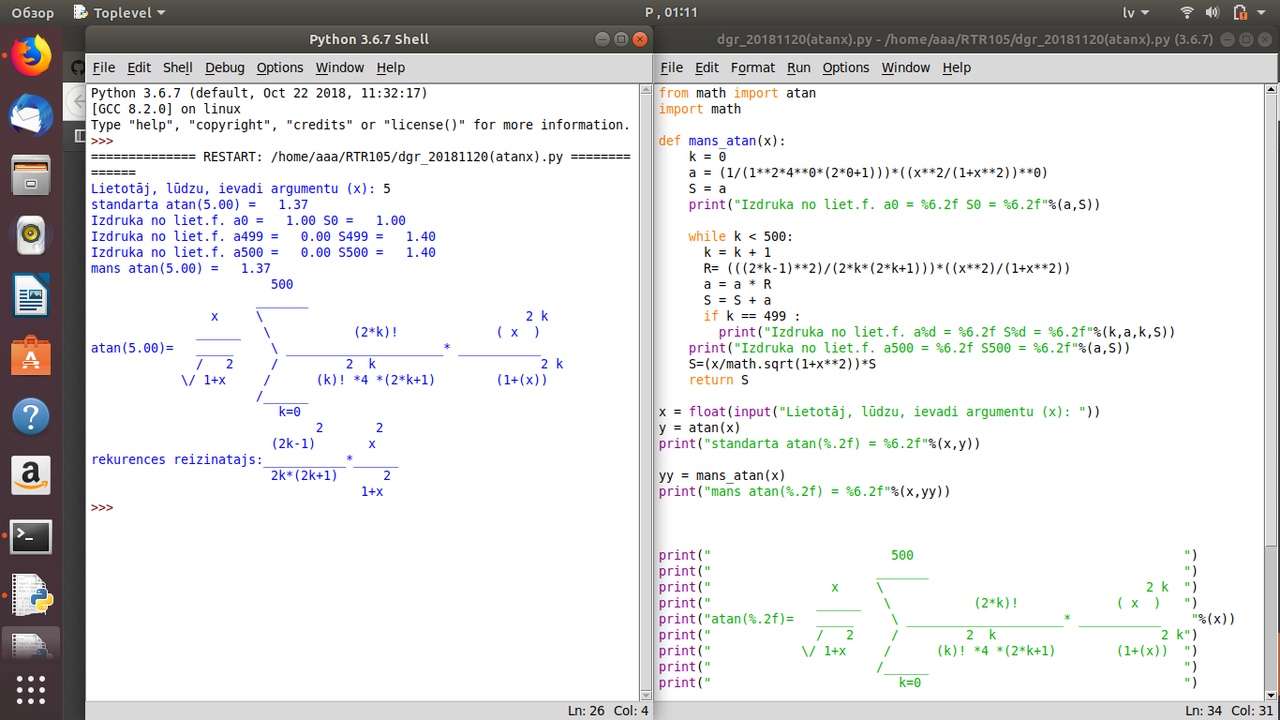 Обзор Toplevel P , 01:11 lv
Python 3.6.7 Shell
File Edit Shell Debug Options Window Help
Python 3.6.7 (default, Oct 22 2018, 11:32:17)
[GCC 8.2.0] on linux
Type "help", "copyright", "credits" or "license()" for more information.
>>>
============== RESTART: /home/aaa/RTR105/dgr_20181120(atanx).py ========
======
Lietotāj, lūdzu, ievadi argumentu (x): 5
standarta atan(5.00) =   1.37
Izdruka no liet.f. a0 =   1.00 S0 =   1.00
Izdruka no liet.f. a499 =   0.00 S499 =   1.40
Izdruka no liet.f. a500 =   0.00 S500 =   1.40
mans atan(5.00) =   1.37
                        500
                      _______
                x     \                                   2 k
              ______   \           (2*k)!             ( x  )
atan(5.00)=   _____     \ _____________________* ___________
              /   2     /         2  k                      2 k
            \/ 1+x     /      (k)! *4 *(2*k+1)        (1+(x))
                      /______
                         k=0
                              2       2
                        (2k-1)       x
rekurences reizinatajs:___________*______
                        2k*(2k+1)      2
                                    1+x
>>>
Ln: 26 Col: 4
dgr_20181120(atanx).py - /home/aaa/RTR105/dgr_20181120(atanx).py (3.6.7)
File Edit Format Run Options Window Help
from math import atan
import math
def mans_atan(x):
    k = 0
    a = (1/(1**2*4**0*(2*0+1)))*((x**2/(1+x**2))**0)
    S = a
    print("Izdruka no liet.f. a0 = %6.2f S0 = %6.2f"%(a,S))
    while k < 500:
      k = k + 1
      R= (((2*k-1)**2)/(2*k*(2*k+1)))*((x**2)/(1+x**2))
      a = a * R
      S = S + a
      if k == 499 :
        print("Izdruka no liet.f. a%d = %6.2f S%d = %6.2f"%(k,a,k,S))
    print("Izdruka no liet.f. a500 = %6.2f S500 = %6.2f"%(a,S))
    S=(x/math.sqrt(1+x**2))*S
    return S
x = float(input("Lietotāj, lūdzu, ievadi argumentu (x): "))
y = atan(x)
print("standarta atan(%.2f) = %6.2f"%(x,y))
yy = mans_atan(x)
print("mans atan(%.2f) = %6.2f"%(x,yy))
print("                        500                                    ")
print("                      _______                                  ")
print("                x     \                                   2 k  ")
print("              ______   \           (2*k)!             ( x  )   ")
print("atan(%.2f)=   _____     \ _____________________* ___________    "%(x))
print("              /   2     /         2  k                      2 k")
print("            \/ 1+x     /      (k)! *4 *(2*k+1)        (1+(x))  ")
print("                      /______                                  ")
print("                         k=0                                   ")
Ln: 34 Col: 31